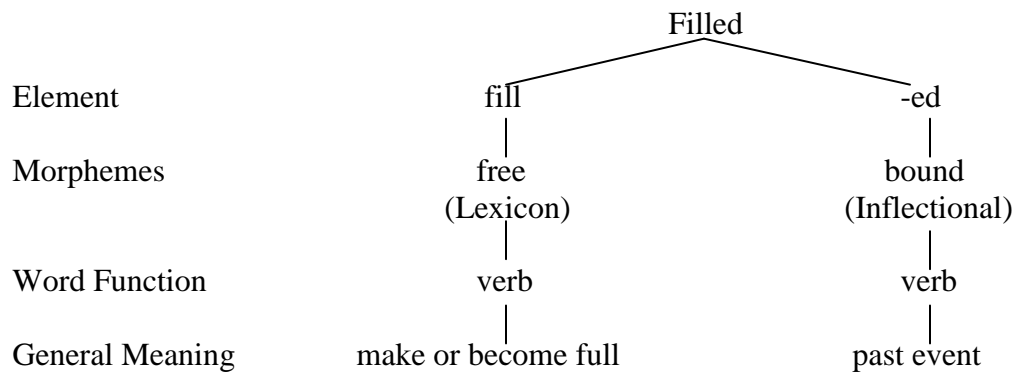 Filled
Element fill -ed
Morphemes free bound
(Lexicon) (Inflectional)
Word Function verb verb
General Meaning make or become full past event